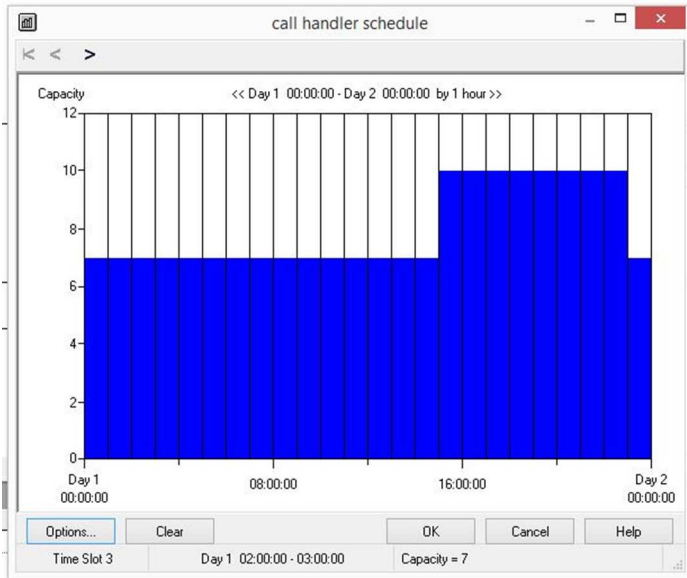 call handler schedule
Capacity
<< Day 1 00:00:00 - Day 2 00:00:00 by 1 hour >>
12
10
8
6
4
2
0
Day 1
00:00:00
08:00:00
16:00:00
Day 2
00:00:00
Options... Clear OK Cancel Help
Time Slot 3 Day 1 02:00:00 - 03:00:00 Capacity = 7